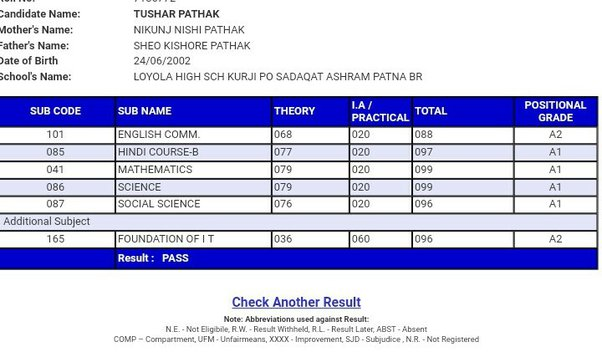 Candidate Name: TUSHAR PATHAK
Mother's Name: NIKUNJ NISHI PATHAK
Father's Name: SHEO KISHORE PATHAK
Date of Birth 24/06/2002
School's Name: LOYOLA HIGH SCH KURJI PO SADAQAT ASHRAM PATNA BR
SUB CODE SUB NAME THEORY I.A / PRACTICAL TOTAL POSITIONAL GRADE
101 ENGLISH COMM. 068 020 088 A2
085 HINDI COURSE-B 077 020 097 A1
041 MATHEMATICS 079 020 099 A1
086 SCIENCE 079 020 099 A1
087 SOCIAL SCIENCE 076 020 096 A1
Additional Subject
165 FOUNDATION OF I T 036 060 096 A2
Result : PASS
Check Another Result
Note: Abbreviations used against Result:
N.E. - Not Eligibile, R.W. - Result Withheld, R.L. - Result Later, ABST - Absent
COMP – Compartment, UFM - Unfairmeans, XXXX - Improvement, SJD - Subjudice , N.R. - Not Registered